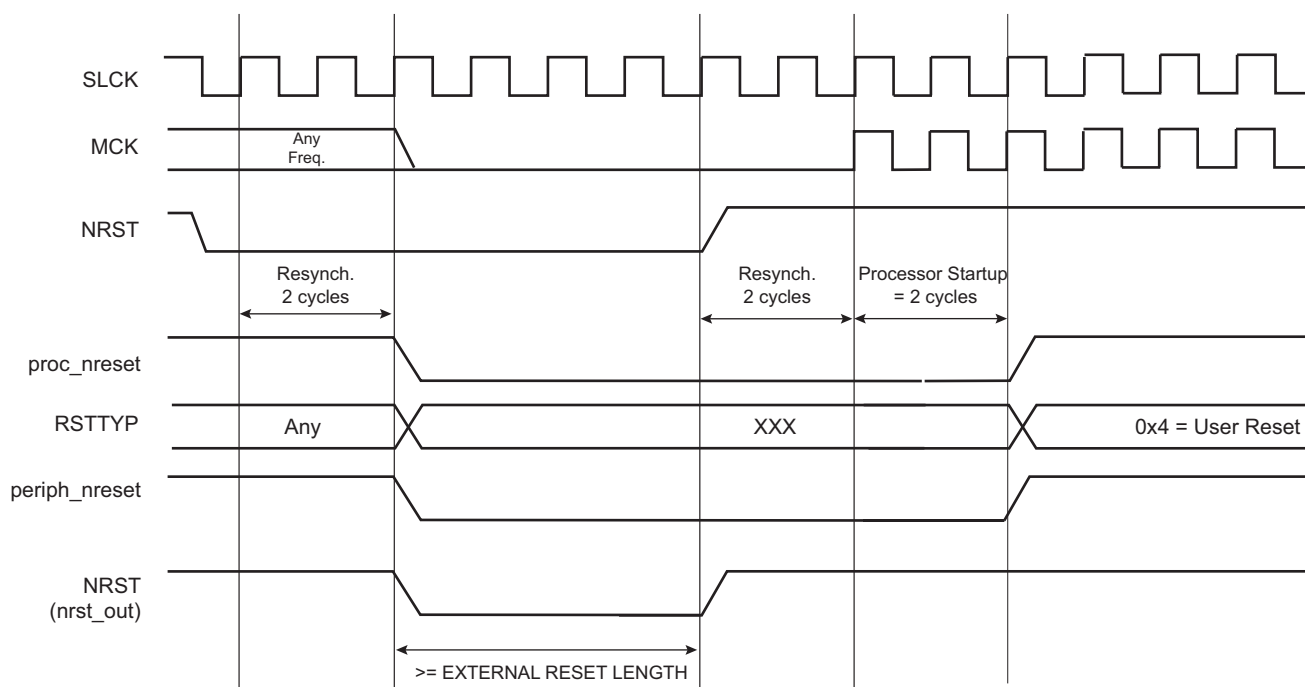 SLCK
MCK
Any
Freq.
NRST
Resynch.
2 cycles
Resynch.
2 cycles
Processor Startup
= 2 cycles
proc_nreset
RSTTYP
Any
XXX
0x4 = User Reset
periph_nreset
NRST
(nrst_out)
>= EXTERNAL RESET LENGTH